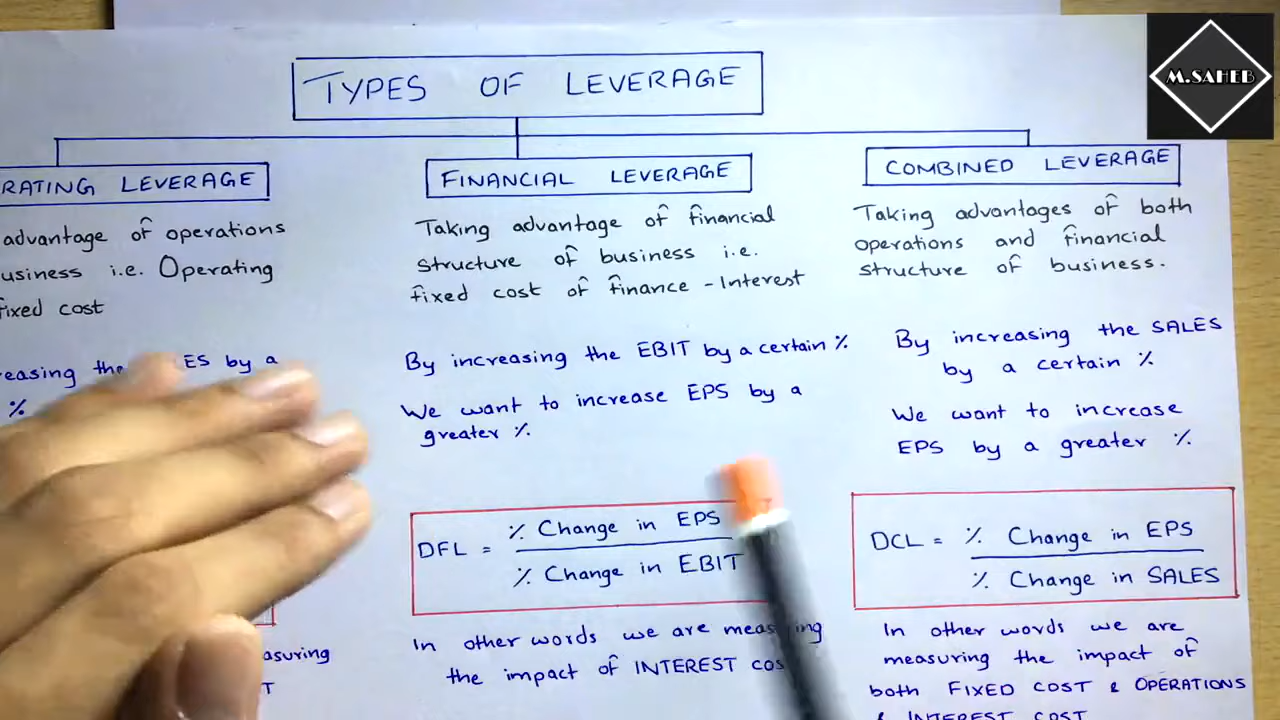 M.SAHEB
TYPES OF LEVERAGE
RATING LEVERAGE
advantage of operations
usiness i.e. Operating
fixed cost
reasing the ES by a
%
asuring
T
FINANCIAL LEVERAGE
Taking advantage of financial
structure of business i.e.
fixed cost of finance - Interest
By increasing the EBIT by a certain %
We want to increase EPS by a
greater %
DFL = % Change in EPS
% Change in EBIT
In other words we are measuring
the impact of INTEREST COS
COMBINED LEVERAGE
Taking advantages of both
operations and financial
structure of business.
By increasing the SALES
by a certain %
We want to increase
EPS by a greater %
DCL = % Change in EPS
% Change in SALES
In other words we are
measuring the impact of
both FIXED COST & OPERATIONS
& INTEREST COST